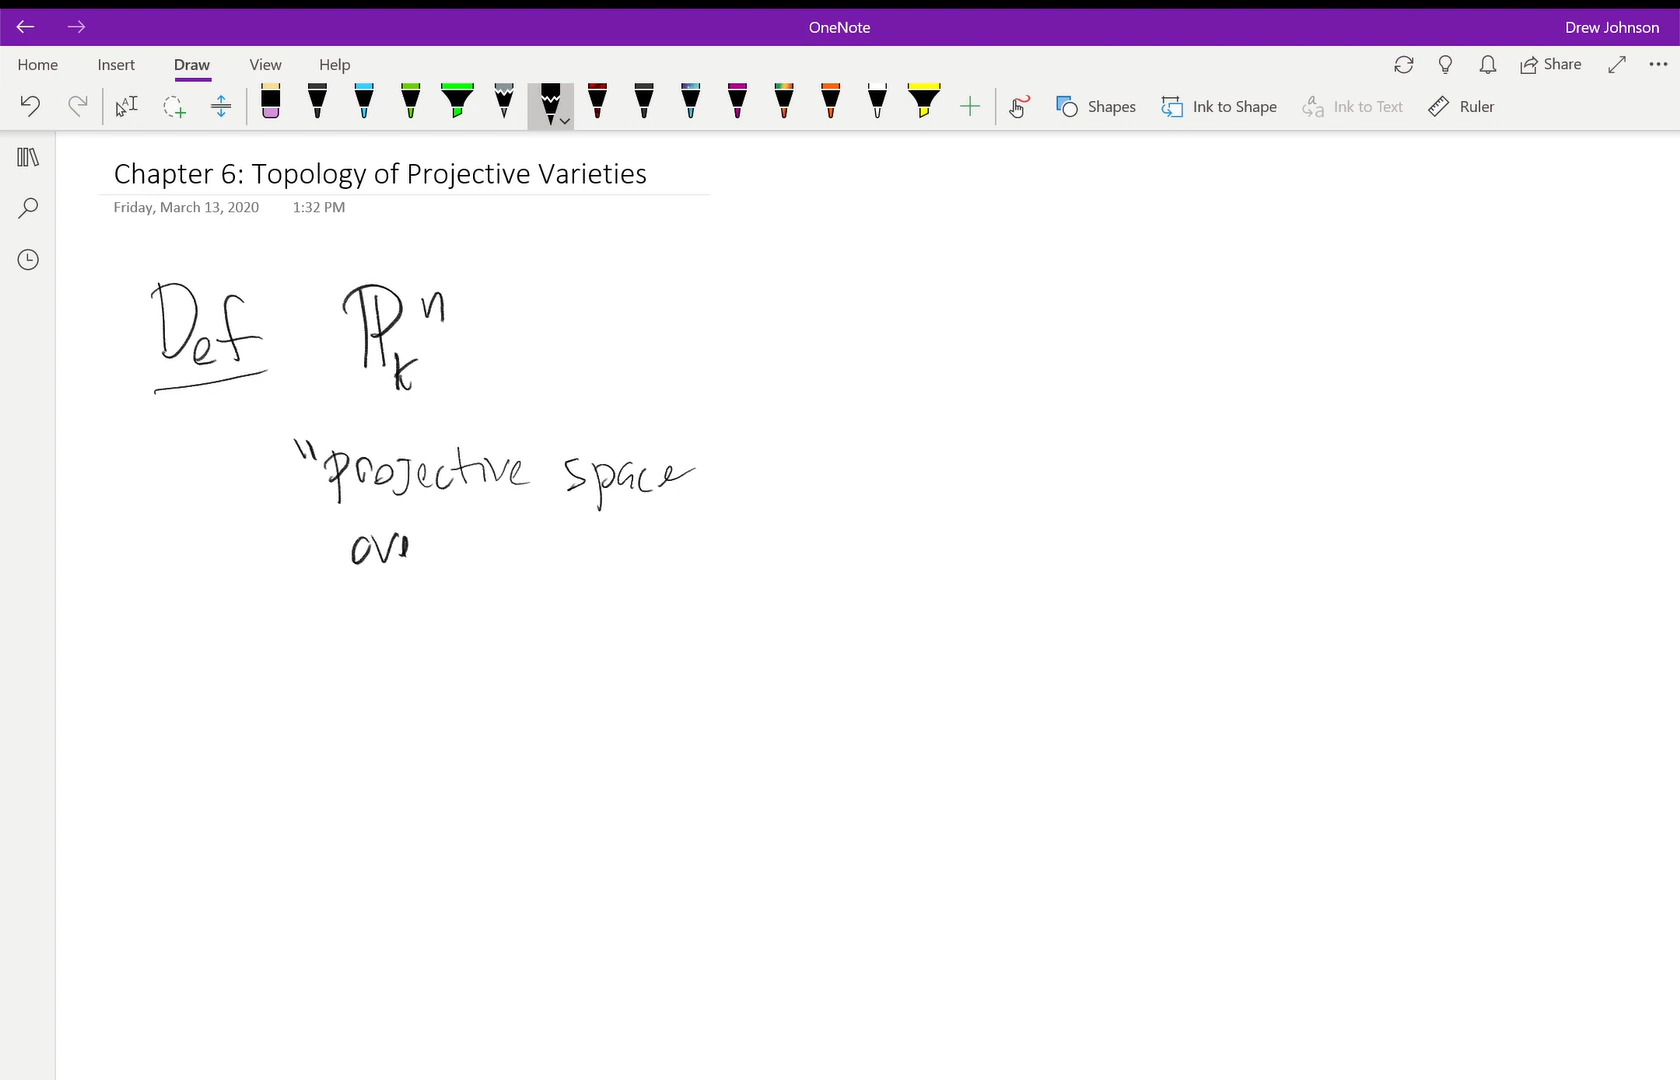 OneNote
Drew Johnson
Home Insert Draw View Help
Share
Shapes
Ink to Shape
Ink to Text
Ruler
Chapter 6: Topology of Projective Varieties
Friday, March 13, 2020 1:32 PM
Def ℙⁿₖ
"projective space